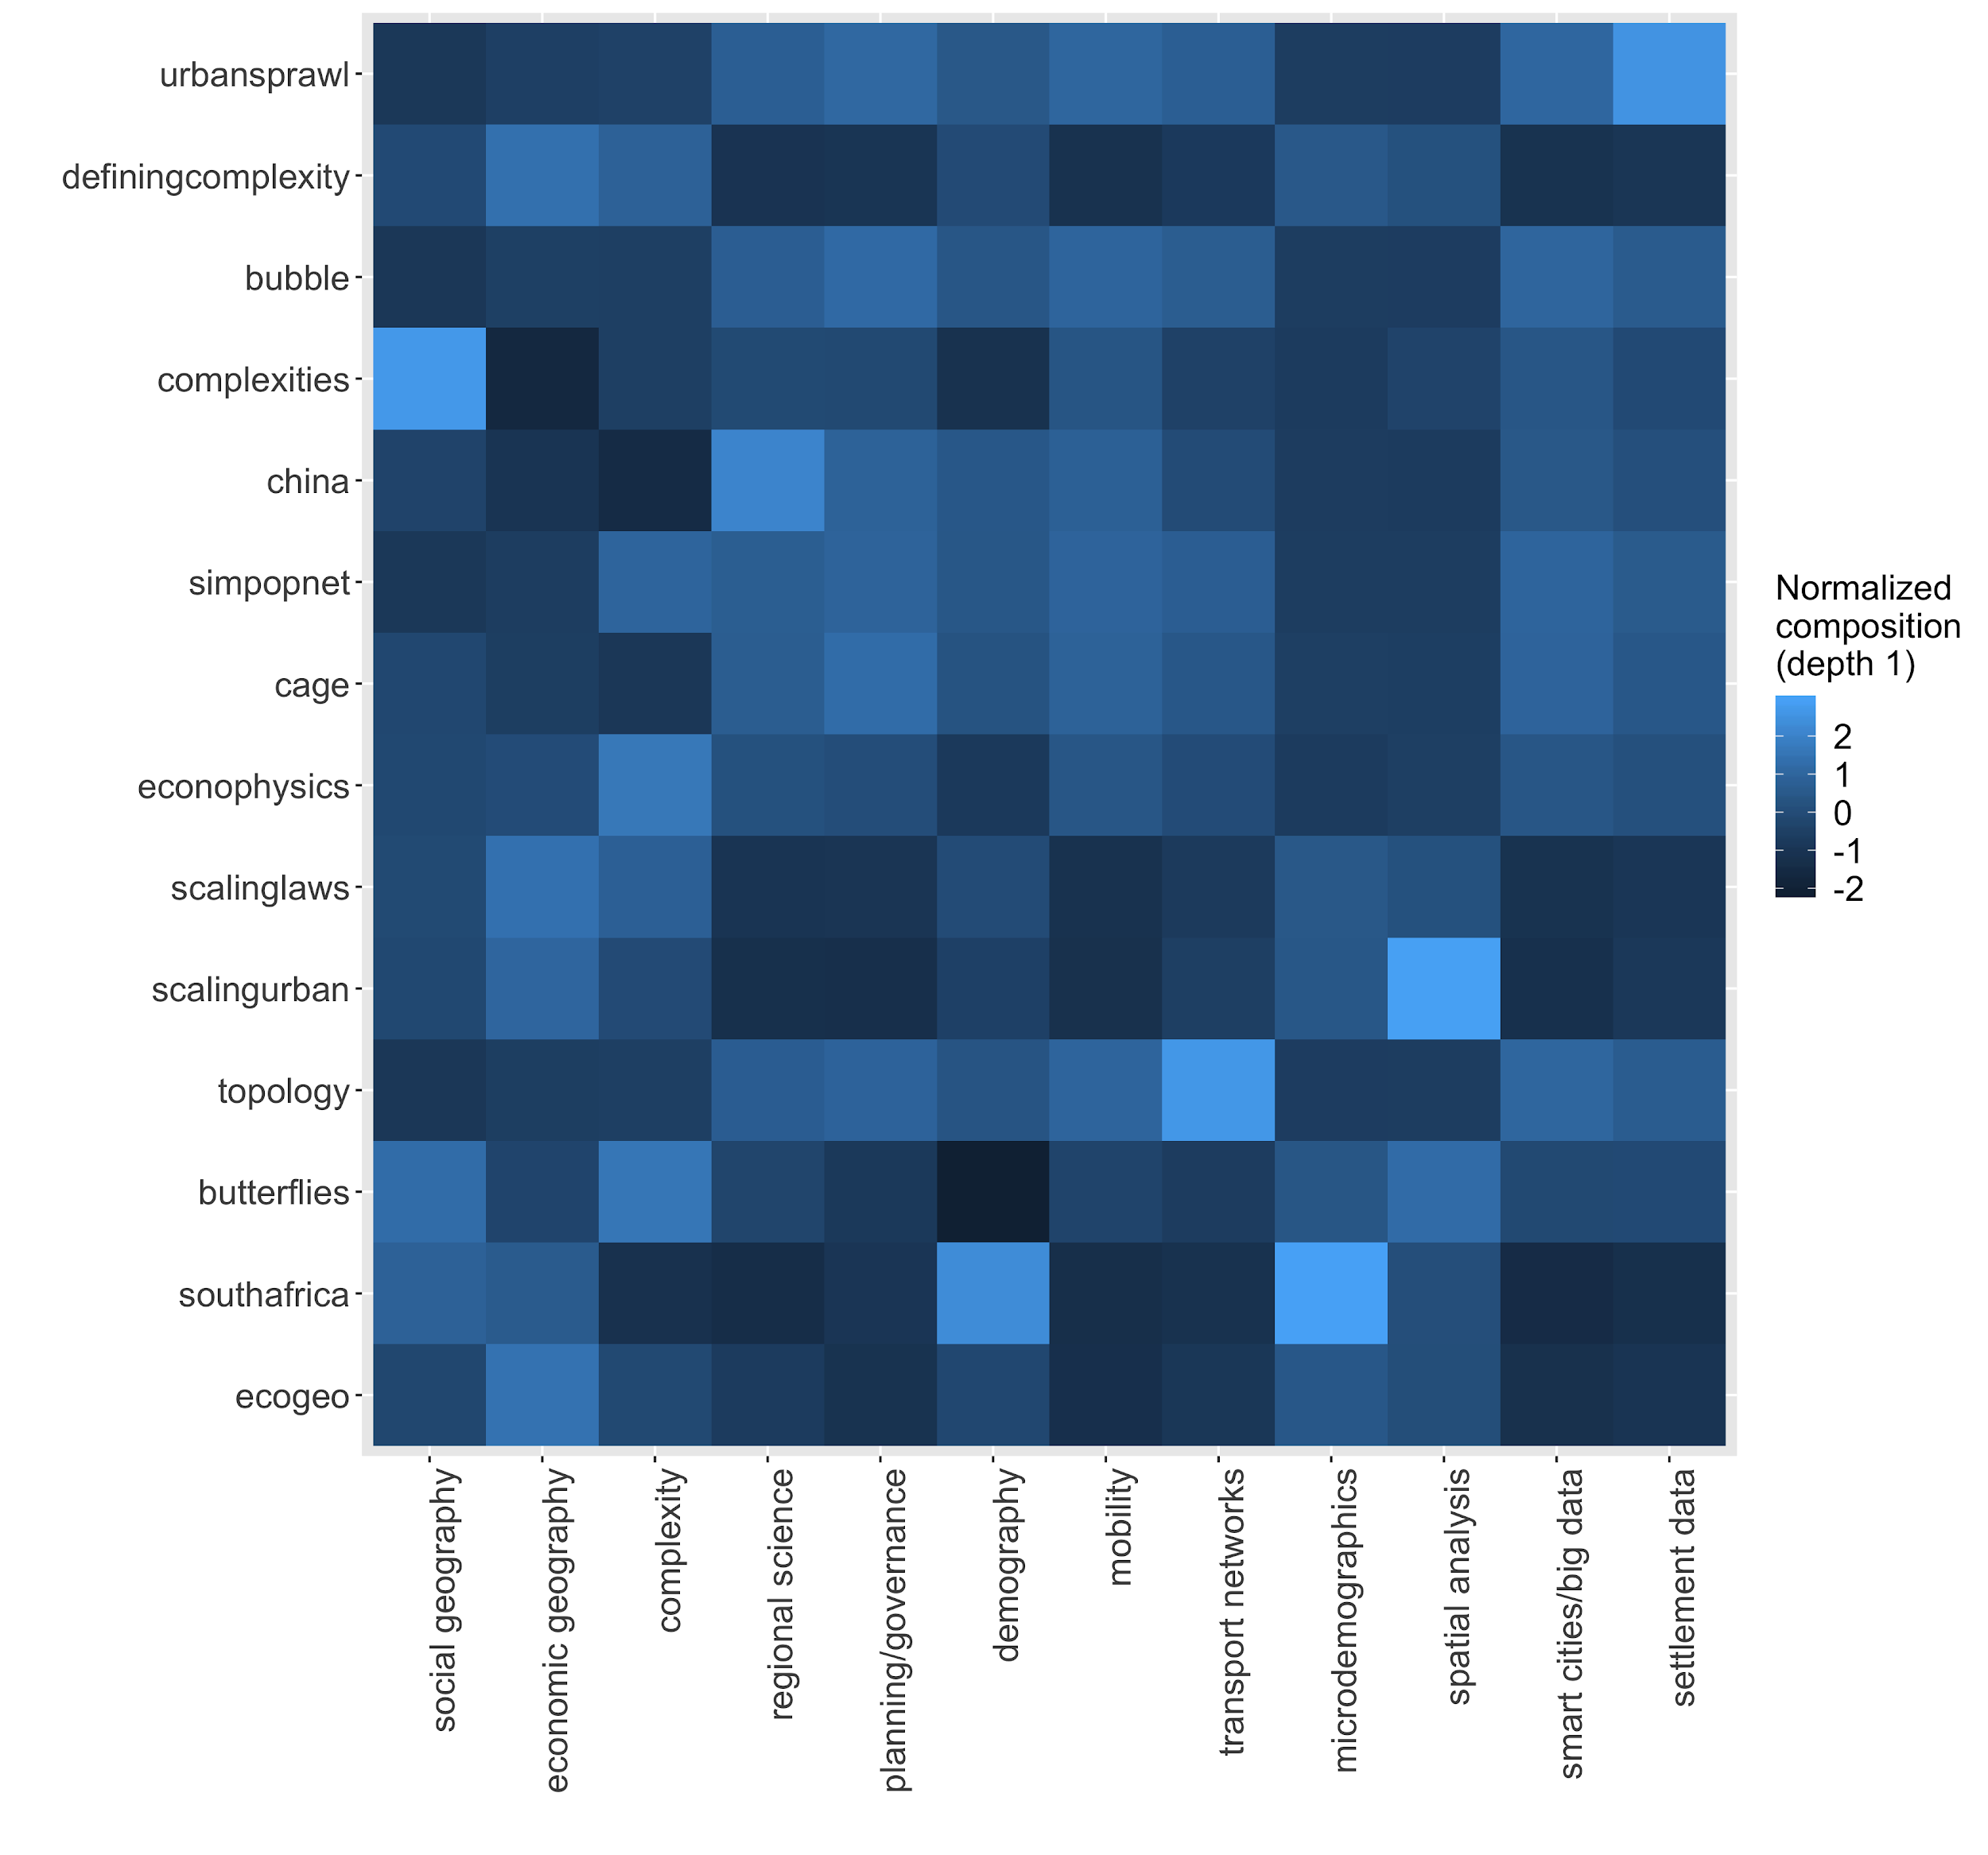 urbansprawl
definingcomplexity
bubble
complexities
china
simpopnet
cage
econophysics
scalinglaws
scalingurban
topology
butterflies
southafrica
ecogeo
social geography
economic geography
complexity
regional science
planning/governance
demography
mobility
transport networks
microdemographics
spatial analysis
smart cities/big data
settlement data
Normalized
composition
(depth 1)
2
1
0
-1
-2